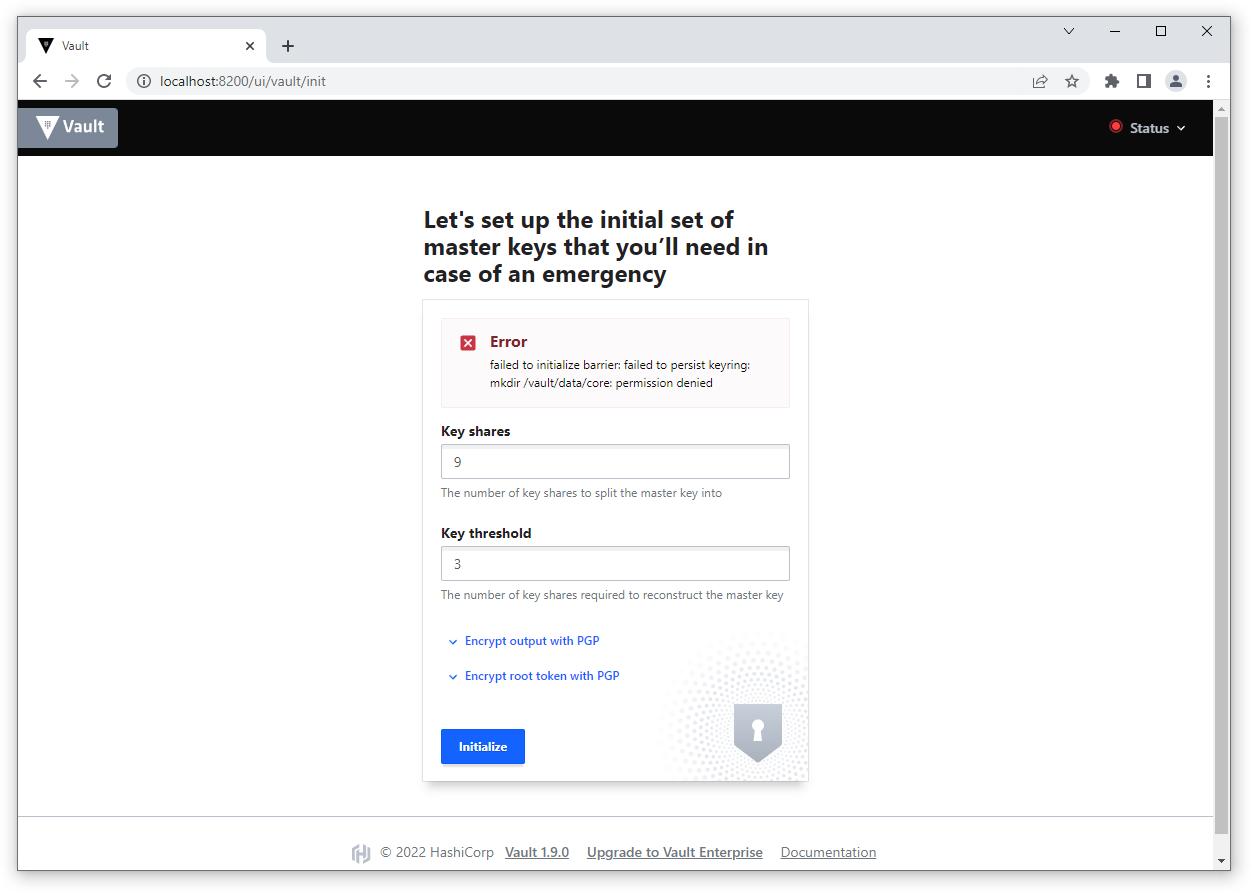 Vault
localhost:8200/ui/vault/init
Vault
Status
Let's set up the initial set of
master keys that you’ll need in
case of an emergency
Error
failed to initialize barrier: failed to persist keyring:
mkdir /vault/data/core: permission denied
Key shares
9
The number of key shares to split the master key into
Key threshold
3
The number of key shares required to reconstruct the master key
Encrypt output with PGP
Encrypt root token with PGP
Initialize
© 2022 HashiCorp Vault 1.9.0 Upgrade to Vault Enterprise Documentation